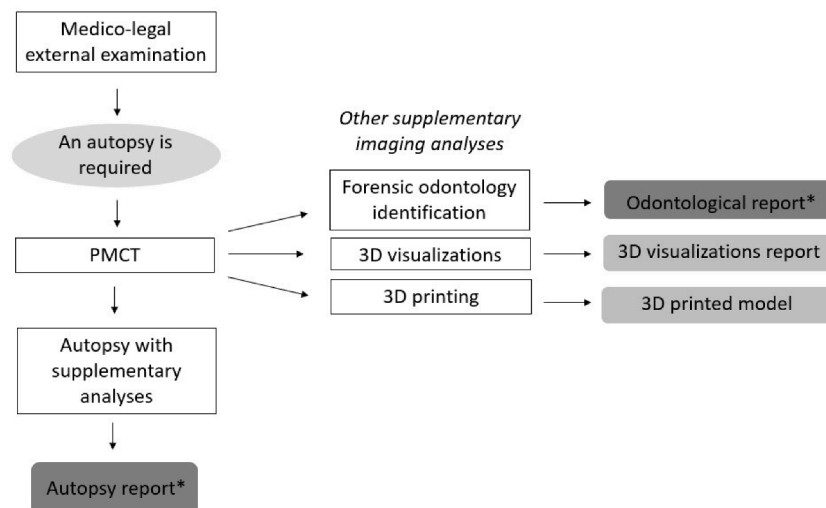 Medico-legal
external examination
An autopsy is
required
PMCT
Autopsy with
supplementary
analyses
Autopsy report*
Other supplementary
imaging analyses
Forensic odontology
identification
3D visualizations
3D printing
Odontological report*
3D visualizations report
3D printed model